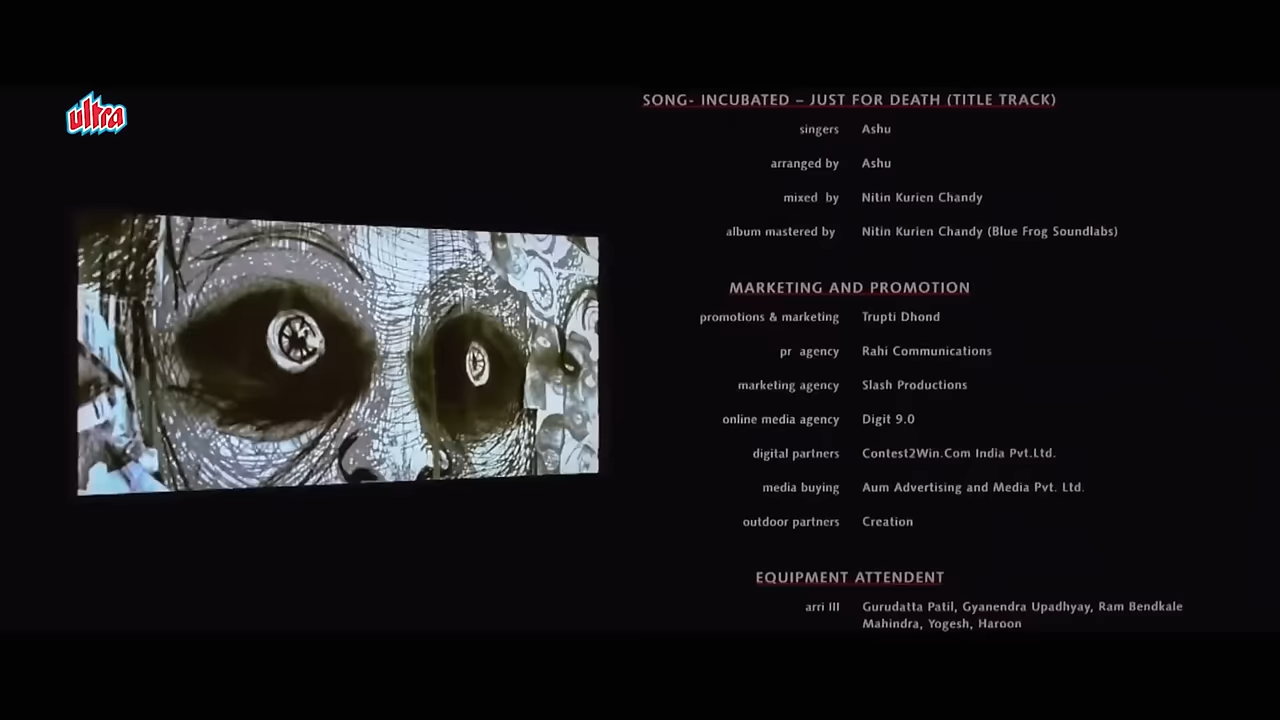 ultra
SONG- INCUBATED – JUST FOR DEATH (TITLE TRACK)
singers Ashu
arranged by Ashu
mixed by Nitin Kurien Chandy
album mastered by Nitin Kurien Chandy (Blue Frog Soundlabs)
MARKETING AND PROMOTION
promotions & marketing Trupti Dhond
pr agency Rahi Communications
marketing agency Slash Productions
online media agency Digit 9.0
digital partners Contest2Win.Com India Pvt.Ltd.
media buying Aum Advertising and Media Pvt. Ltd.
outdoor partners Creation
EQUIPMENT ATTENDENT
arri III Gurudatta Patil, Gyanendra Upadhyay, Ram Bendkale
Mahindra, Yogesh, Haroon